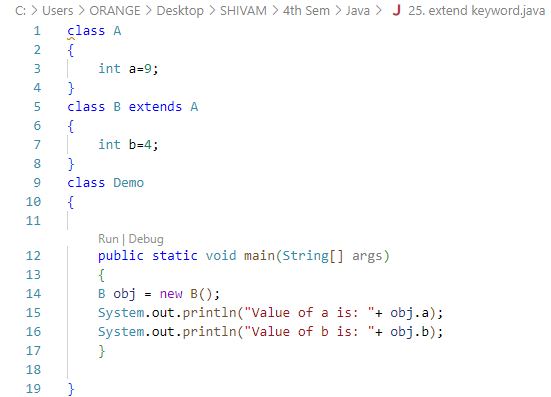 C: > Users > ORANGE > Desktop > SHIVAM > 4th Sem > Java > J 25. extend keyword.java
1 class A
2 {
3 int a=9;
4 }
5 class B extends A
6 {
7 int b=4;
8 }
9 class Demo
10 {
11
Run | Debug
12 public static void main(String[] args)
13 {
14 B obj = new B();
15 System.out.println("Value of a is: "+ obj.a);
16 System.out.println("Value of b is: "+ obj.b);
17 }
18
19 }